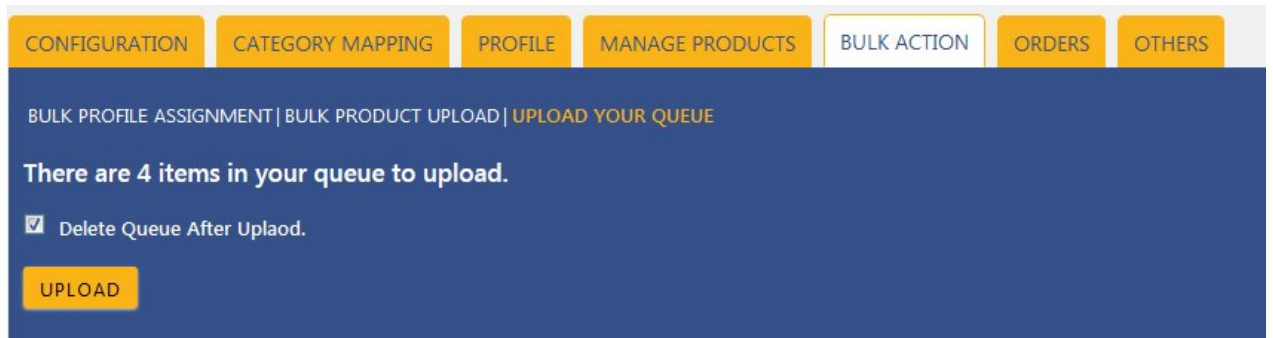 CONFIGURATION CATEGORY MAPPING PROFILE MANAGE PRODUCTS BULK ACTION ORDERS OTHERS
BULK PROFILE ASSIGNMENT| BULK PRODUCT UPLOAD| UPLOAD YOUR QUEUE
There are 4 items in your queue to upload.
Delete Queue After Uplaod.
UPLOAD